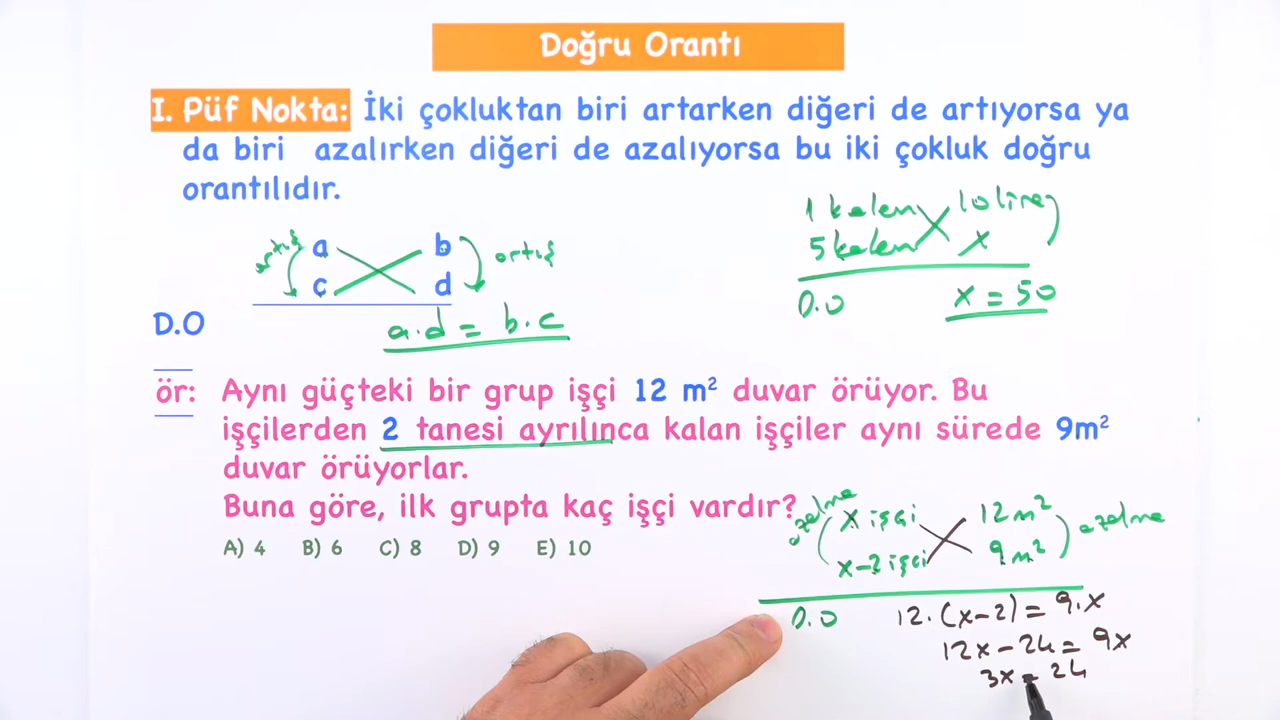 Doğru Orantı
I. Püf Nokta: İki çokluktan biri artarken diğeri de artıyorsa ya
da biri azalırken diğeri de azalıyorsa bu iki çokluk doğru
orantılıdır.
1 kalem 10 lira
5 kalem x
D.O x = 50
artış a b artış
c d
D.O
a.d = b.c
ör: Aynı güçteki bir grup işçi 12 m² duvar örüyor. Bu
işçilerden 2 tanesi ayrılınca kalan işçiler aynı sürede 9m²
duvar örüyorlar.
Buna göre, ilk grupta kaç işçi vardır?
A) 4 B) 6 C) 8 D) 9 E) 10
azalma x işçi 12 m² azalma
x-2 işçi 9 m²
D.O 12.(x-2) = 9.x
12x-24 = 9x
3x = 24